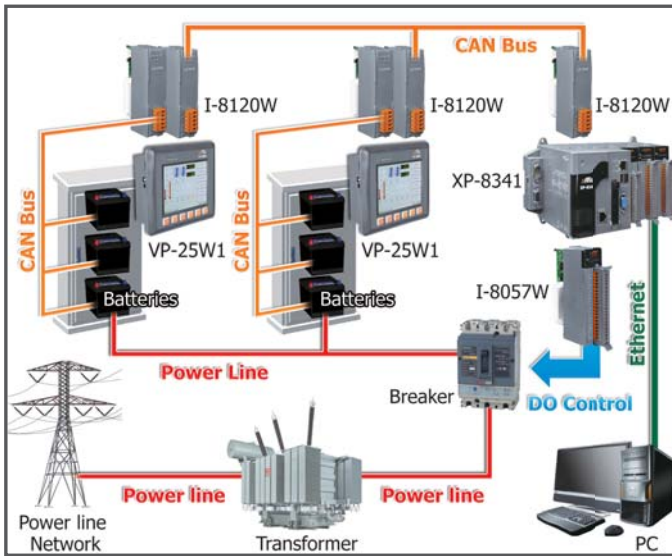 CAN Bus
I-8120W
I-8120W
I-8120W
XP-8341
CAN Bus
VP-25W1
CAN Bus
VP-25W1
I-8057W
Batteries
Batteries
Ethernet
Power Line
Breaker
DO Control
Power line
Power line
Power line
Network
Transformer
PC